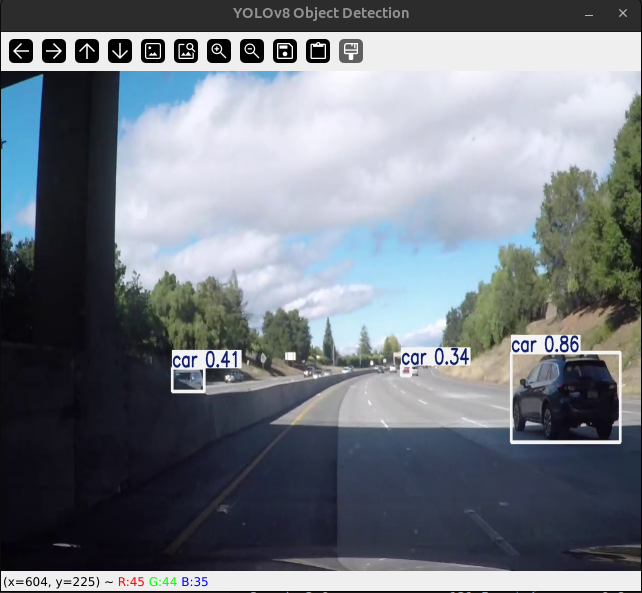 YOLOv8 Object Detection
car 0.41
car 0.34
car 0.86
(x=604, y=225) ~ R:45 G:44 B:35